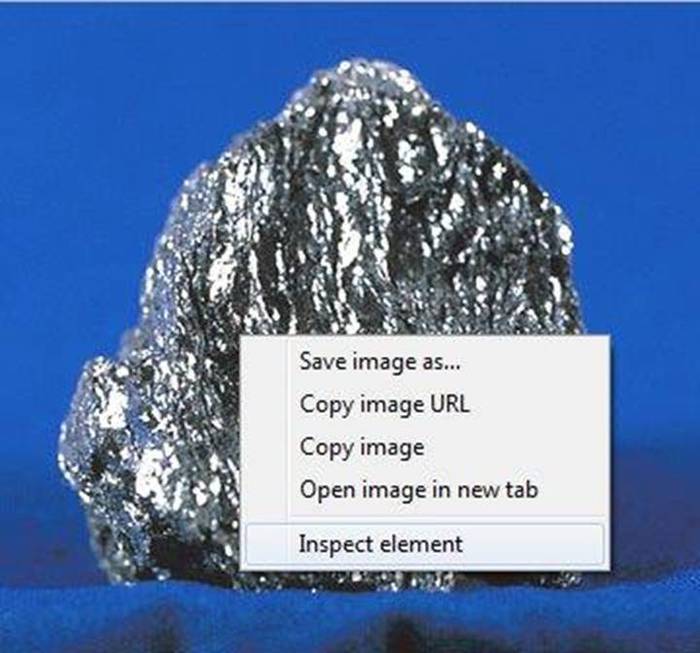 Save image as...
Copy image URL
Copy image
Open image in new tab
Inspect element